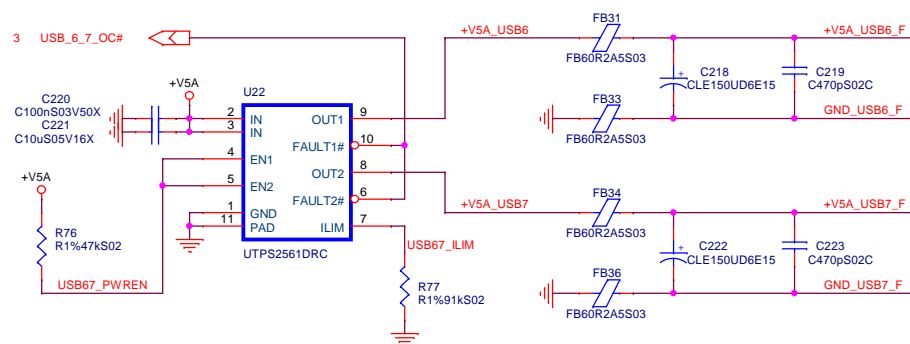 3 USB_6_7_OC#
+V5A_USB6
FB31
FB60R2A5S03
+V5A_USB6_F
C220
C100nS03V50X
C221
C10uS05V16X
+V5A
U22
2 IN
3 IN
4 EN1
5 EN2
1 GND
11 PAD
OUT1 9
FAULT1# 10
OUT2 8
FAULT2# 6
ILIM 7
UTPS2561DRC
C218
CLE150UD6E15
C219
C470pS02C
FB33
FB60R2A5S03
GND_USB6_F
+V5A
R76
R1%47kS02
USB67_PWREN
USB67_ILIM
R77
R1%91kS02
+V5A_USB7
FB34
FB60R2A5S03
+V5A_USB7_F
C222
CLE150UD6E15
C223
C470pS02C
FB36
FB60R2A5S03
GND_USB7_F